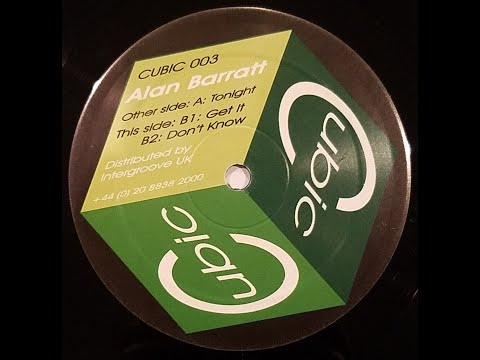 CUBIC 003
Alan Barratt
Other side: A: Tonight
This side: B1: Get It
B2: Don't Know
Distributed by
Intergroove UK
+44 (0) 20 8838 2000
Cubic
Cubic